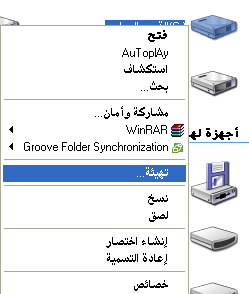 فتح
AuToplAy
استكشاف
بحث...
مشاركة وأمان...
WinRAR
أجهزة له
Groove Folder Synchronization
تهيئة...
نسخ
لصق
إنشاء اختصار
إعادة التسمية
خصائص